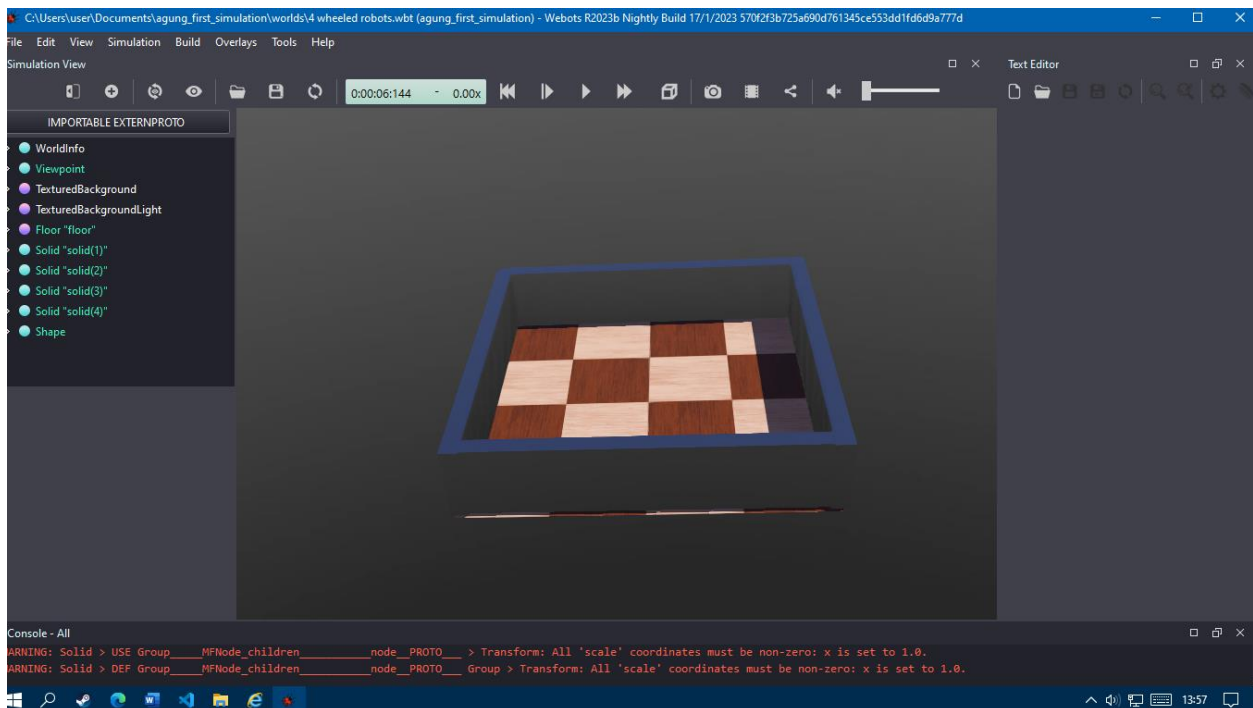 C:\Users\user\Documents\agung_first_simulation\worlds\4 wheeled robots.wbt (agung_first_simulation) - Webots R2023b Nightly Build 17/1/2023 570f2f3b725a690d761345ce553dd1fd6d9a777d
File Edit View Simulation Build Overlays Tools Help
Simulation View
Text Editor
0:00:06:144 - 0.00x
IMPORTABLE EXTERNPROTO
WorldInfo
Viewpoint
TexturedBackground
TexturedBackgroundLight
Floor "floor"
Solid "solid(1)"
Solid "solid(2)"
Solid "solid(3)"
Solid "solid(4)"
Shape
Console - All
WARNING: Solid > USE Group_____MFNode_children___________node__PROTO___ > Transform: All 'scale' coordinates must be non-zero: x is set to 1.0.
WARNING: Solid > DEF Group_____MFNode_children___________node__PROTO___ Group > Transform: All 'scale' coordinates must be non-zero: x is set to 1.0.
13:57